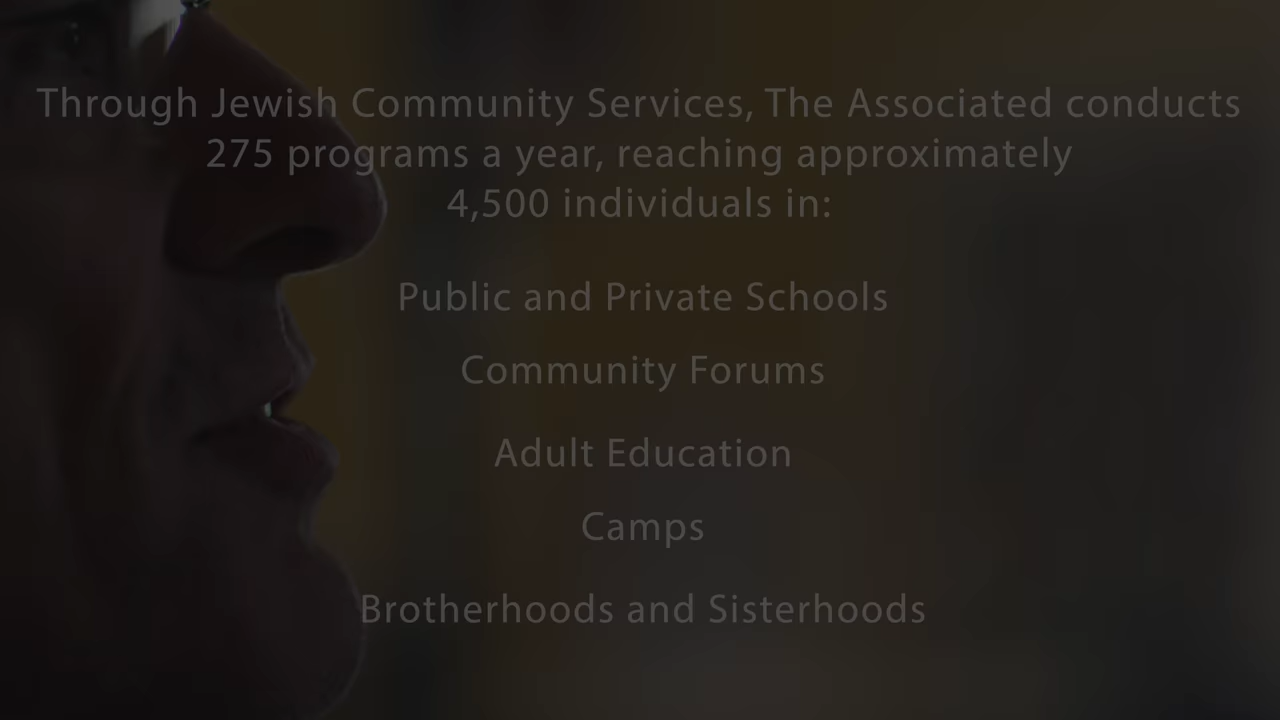 Through Jewish Community Services, The Associated conducts
275 programs a year, reaching approximately
4,500 individuals in:
Public and Private Schools
Community Forums
Adult Education
Camps
Brotherhoods and Sisterhoods